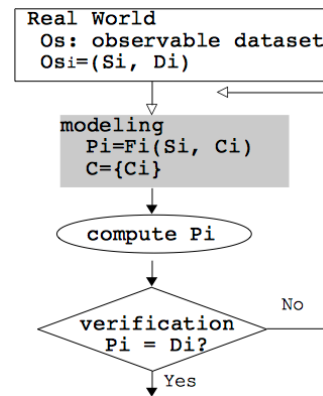 Real World
Os: observable dataset
Osi=(Si, Di)
modeling
Pi=Fi(Si, Ci)
C={Ci}
compute Pi
No
verification
Pi = Di?
Yes